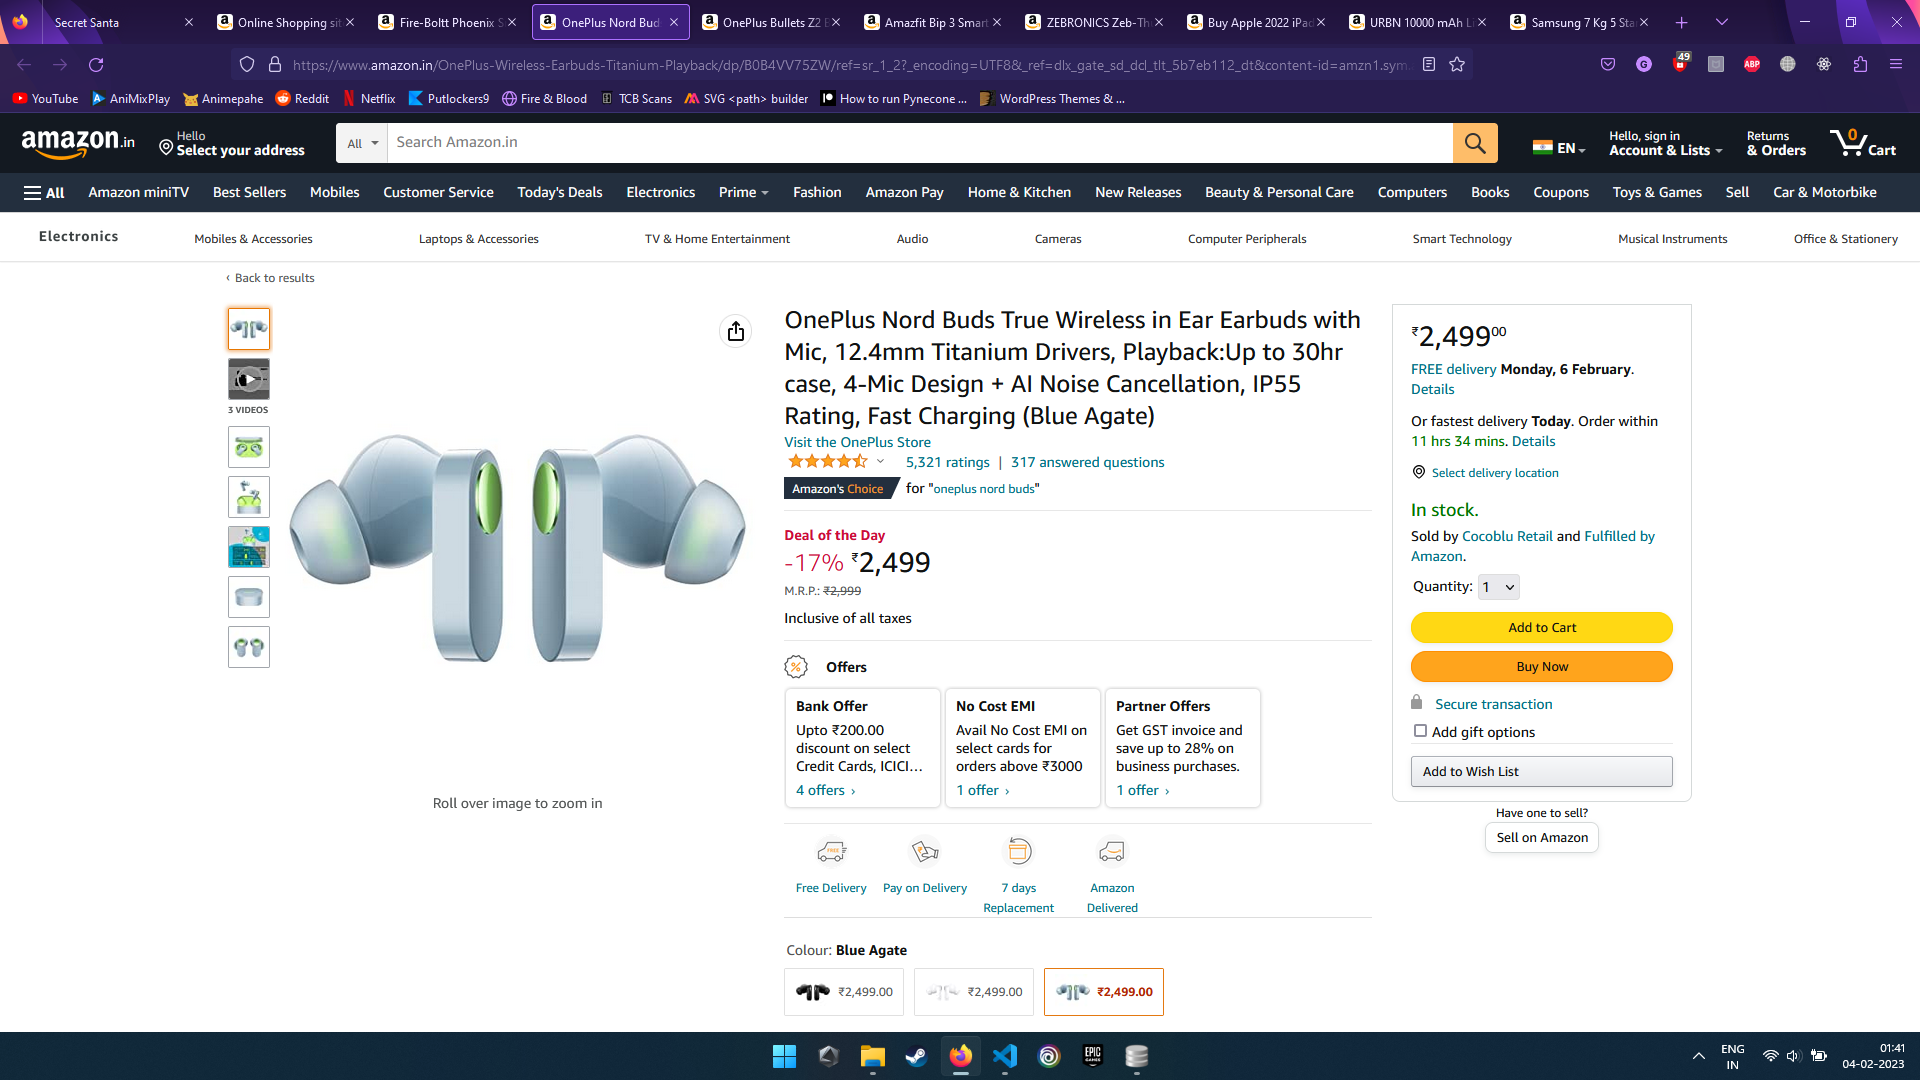 Secret Santa
Online Shopping sit
Fire-Boltt Phoenix S
OnePlus Nord Bud
OnePlus Bullets Z2 B
Amazfit Bip 3 Smart
ZEBRONICS Zeb-Th
Buy Apple 2022 iPad
URBN 10000 mAh Li
Samsung 7 Kg 5 Star
https://www.amazon.in/OnePlus-Wireless-Earbuds-Titanium-Playback/dp/B0B4VV75ZW/ref=sr_1_2?_encoding=UTF8&_ref=dlx_gate_sd_dcl_tlt_5b7eb112_dt&content-id=amzn1.sym.
G
49
ABP
YouTube
AniMixPlay
Animepahe
Reddit
Netflix
Putlockers9
Fire & Blood
TCB Scans
SVG <path> builder
How to run Pynecone ...
WordPress Themes & ...
amazon.in
Hello
Select your address
All
Search Amazon.in
EN
Hello, sign in
Account & Lists
Returns
& Orders
0
Cart
All
Amazon miniTV
Best Sellers
Mobiles
Customer Service
Today's Deals
Electronics
Prime
Fashion
Amazon Pay
Home & Kitchen
New Releases
Beauty & Personal Care
Computers
Books
Coupons
Toys & Games
Sell
Car & Motorbike
Electronics
Mobiles & Accessories
Laptops & Accessories
TV & Home Entertainment
Audio
Cameras
Computer Peripherals
Smart Technology
Musical Instruments
Office & Stationery
‹ Back to results
3 VIDEOS
Roll over image to zoom in
OnePlus Nord Buds True Wireless in Ear Earbuds with
Mic, 12.4mm Titanium Drivers, Playback:Up to 30hr
case, 4-Mic Design + AI Noise Cancellation, IP55
Rating, Fast Charging (Blue Agate)
Visit the OnePlus Store
5,321 ratings | 317 answered questions
Amazon's Choice for "oneplus nord buds"
Deal of the Day
-17% ₹2,499
M.R.P.: ₹2,999
Inclusive of all taxes
Offers
Bank Offer
Upto ₹200.00
discount on select
Credit Cards, ICICI…
4 offers ›
No Cost EMI
Avail No Cost EMI on
select cards for
orders above ₹3000
1 offer ›
Partner Offers
Get GST invoice and
save up to 28% on
business purchases.
1 offer ›
FREE
Free Delivery
Pay on Delivery
7 days
Replacement
Amazon
Delivered
Colour: Blue Agate
₹2,499.00
₹2,499.00
₹2,499.00
₹2,499 00
FREE delivery Monday, 6 February.
Details
Or fastest delivery Today. Order within
11 hrs 34 mins. Details
Select delivery location
In stock.
Sold by Cocoblu Retail and Fulfilled by
Amazon.
Quantity: 1
Add to Cart
Buy Now
Secure transaction
Add gift options
Add to Wish List
Have one to sell?
Sell on Amazon
EPIC
GAMES
ENG
IN
01:41
04-02-2023